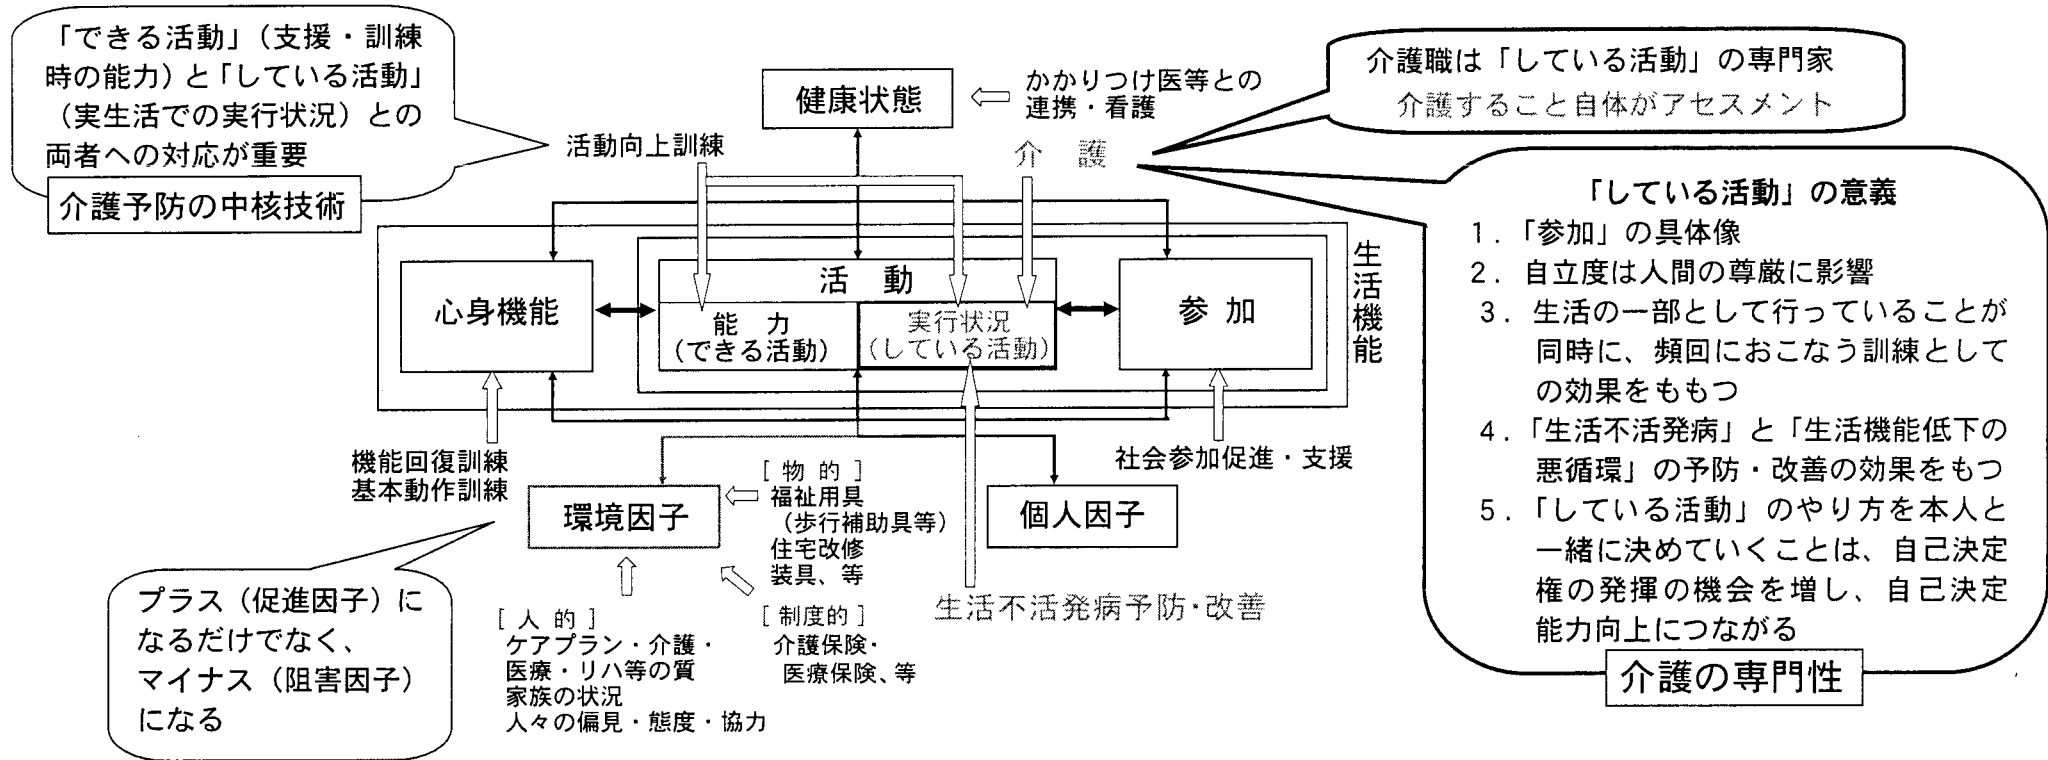 「できる活動」（支援・訓練
時の能力）と「している活動」
（実生活での実行状況）との
両者への対応が重要
介護予防の中核技術
活動向上訓練
健康状態
かかりつけ医等との
連携・看護
介　護
介護職は「している活動」の専門家
介護すること自体がアセスメント
生活機能
心身機能
活　動
能　力
（できる活動）
実行状況
（している活動）
参 加
機能回復訓練
基本動作訓練
社会参加促進・支援
環境因子
［ 物 的 ］
福祉用具
（歩行補助具等）
住宅改修
装具、等
個人因子
［ 人 的 ］
ケアプラン・介護・
医療・リハ等の質
家族の状況
人々の偏見・態度・協力
［ 制度的 ］
介護保険・
医療保険、等
生活不活発病予防・改善
プラス（促進因子）に
なるだけでなく、
マイナス（阻害因子）
になる
「している活動」の意義
1．「参加」の具体像
2．自立度は人間の尊厳に影響
3．生活の一部として行っていることが
同時に、頻回におこなう訓練として
の効果をももつ
4．「生活不活発病」と「生活機能低下の
悪循環」の予防・改善の効果をもつ
5．「している活動」のやり方を本人と
一緒に決めていくことは、自己決定
権の発揮の機会を増し、自己決定
能力向上につながる
介護の専門性